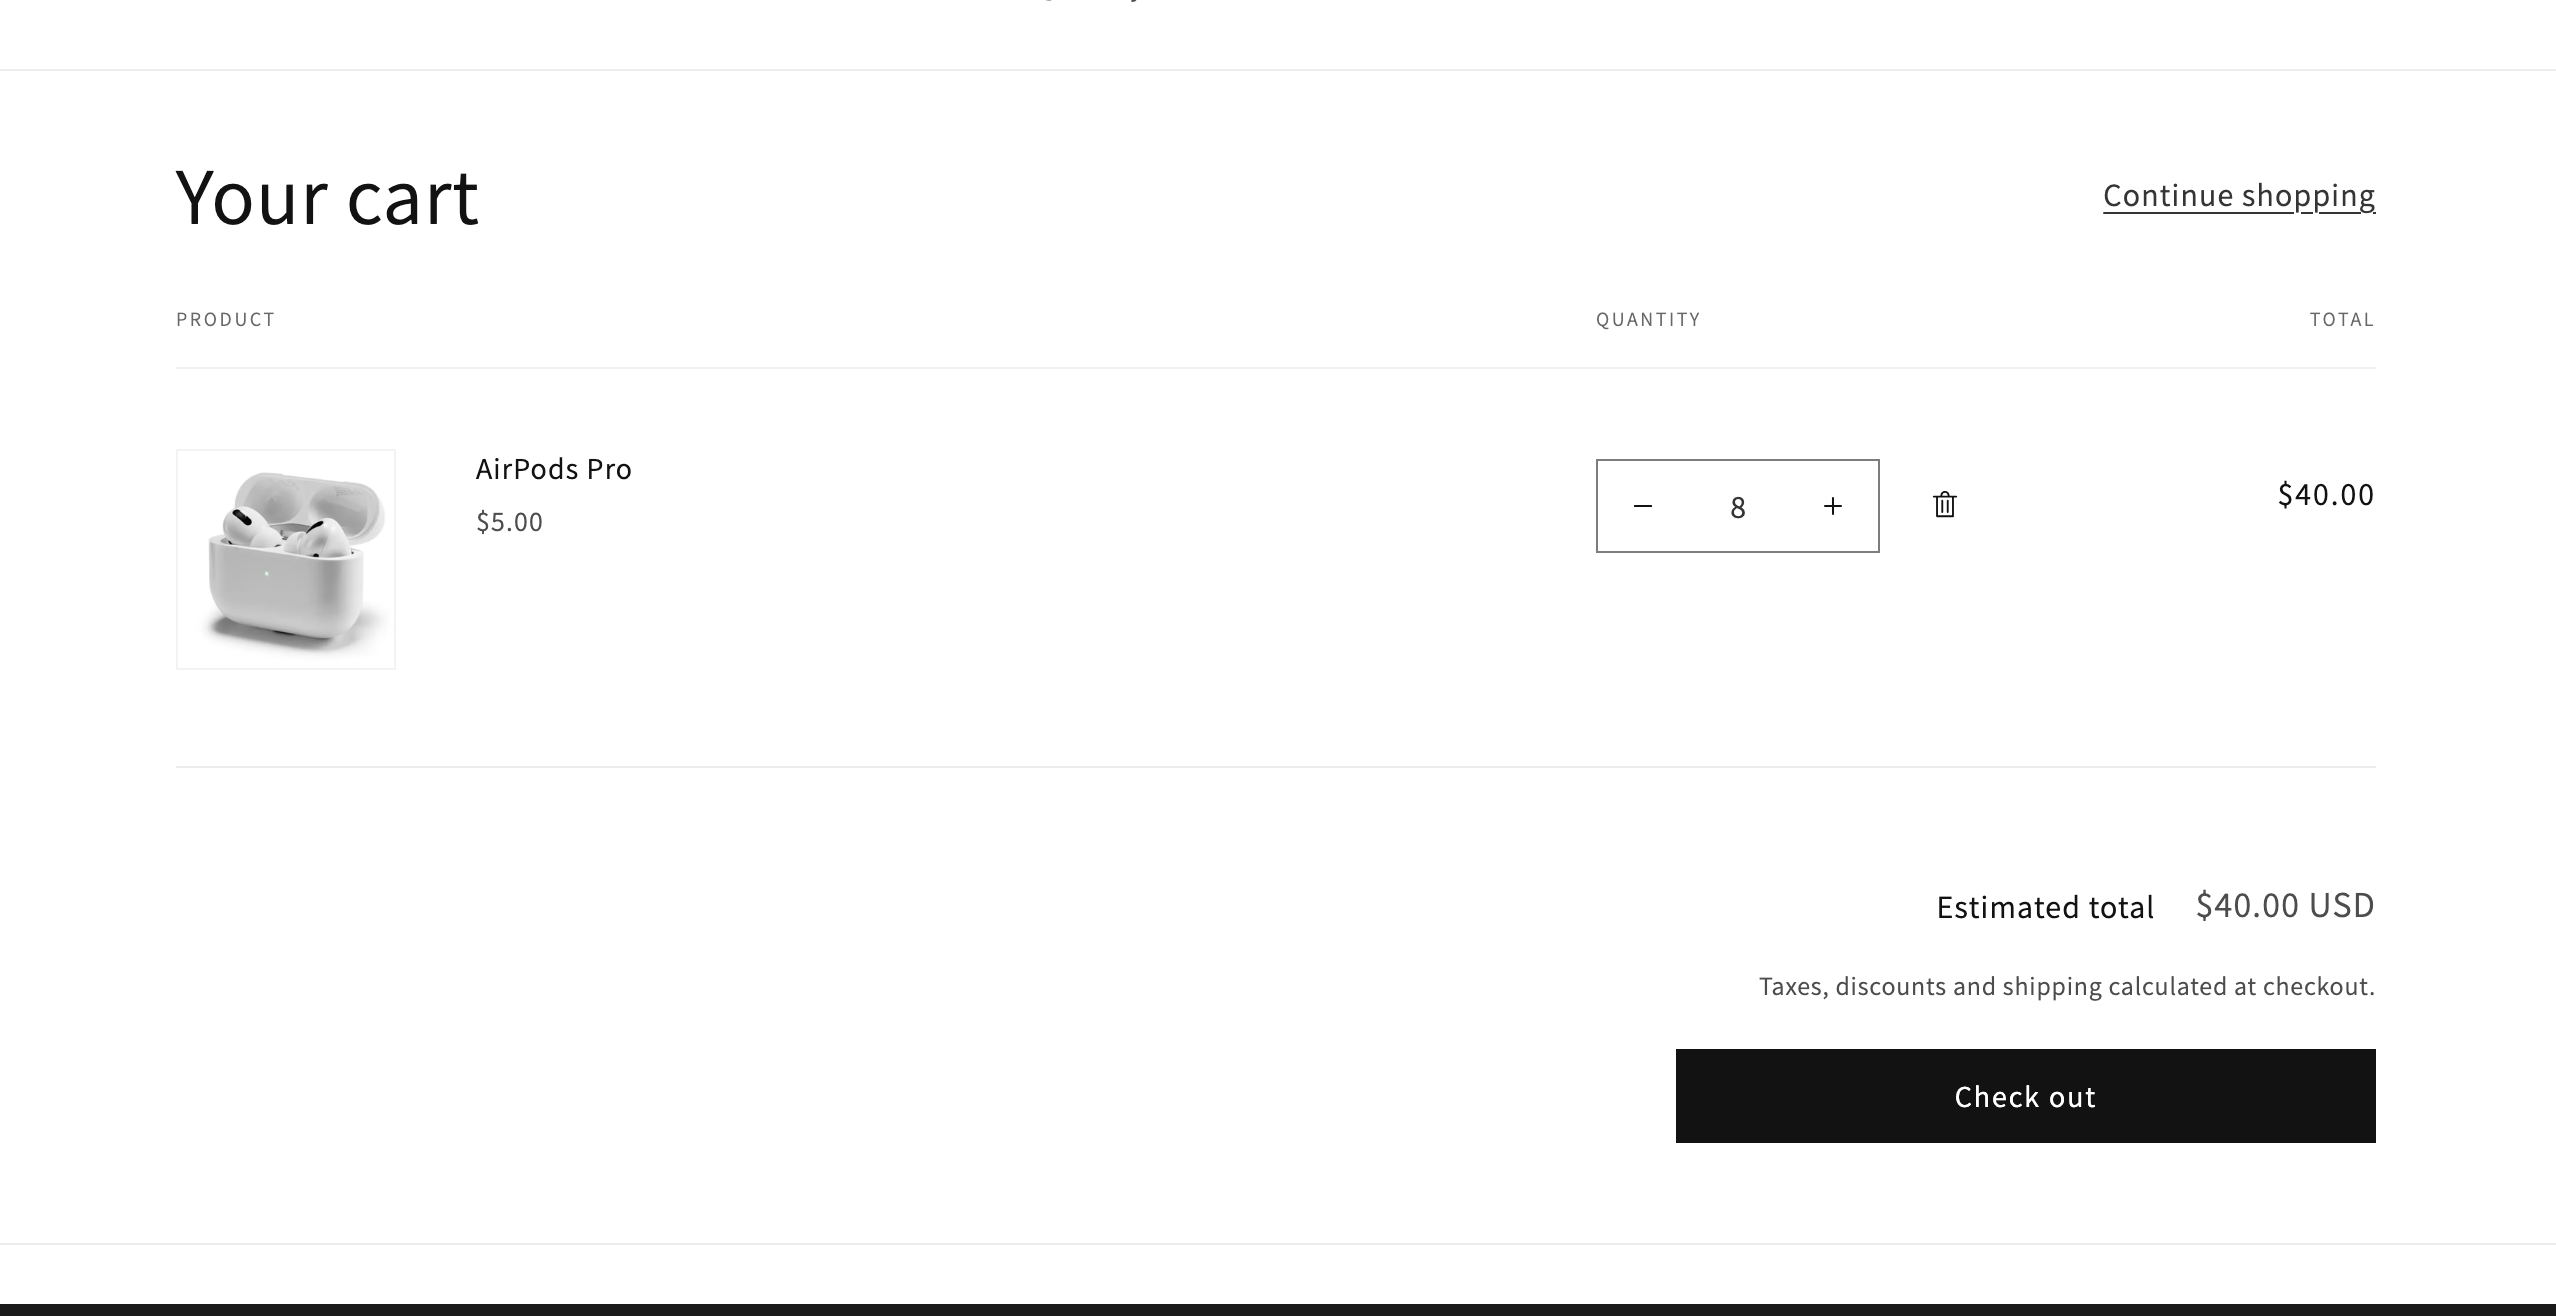 Your cart
Continue shopping
PRODUCT QUANTITY TOTAL
AirPods Pro
$5.00
8
$40.00
Estimated total $40.00 USD
Taxes, discounts and shipping calculated at checkout.
Check out